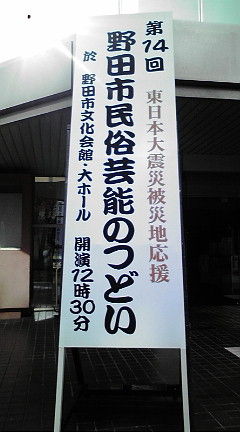 第14回
東日本大震災被災地応援
野田市民俗芸能のつどい
於 野田市文化会館・大ホール 開演12時30分